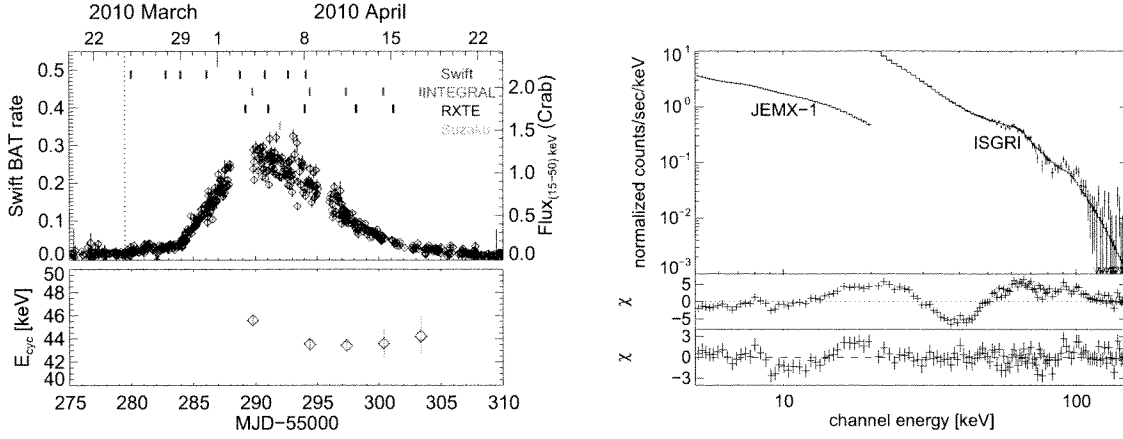 2010 March 2010 April
22 29 1 8 15 22
0.5
0.4
0.3
0.2
0.1
0.0
Swift BAT rate
Swift
INTEGRAL
RXTE
Suzaku
2.0
1.5
1.0
0.5
0.0
Flux(15−50) keV (Crab)
50
48
46
44
42
40
E_cyc [keV]
275 280 285 290 295 300 305 310
MJD−55000
10^1
10^0
10^-1
10^-2
10^-3
normalized counts/sec/keV
JEMX−1
ISGRI
5
0
−5
χ
3
0
−3
χ
10 100
channel energy [keV]